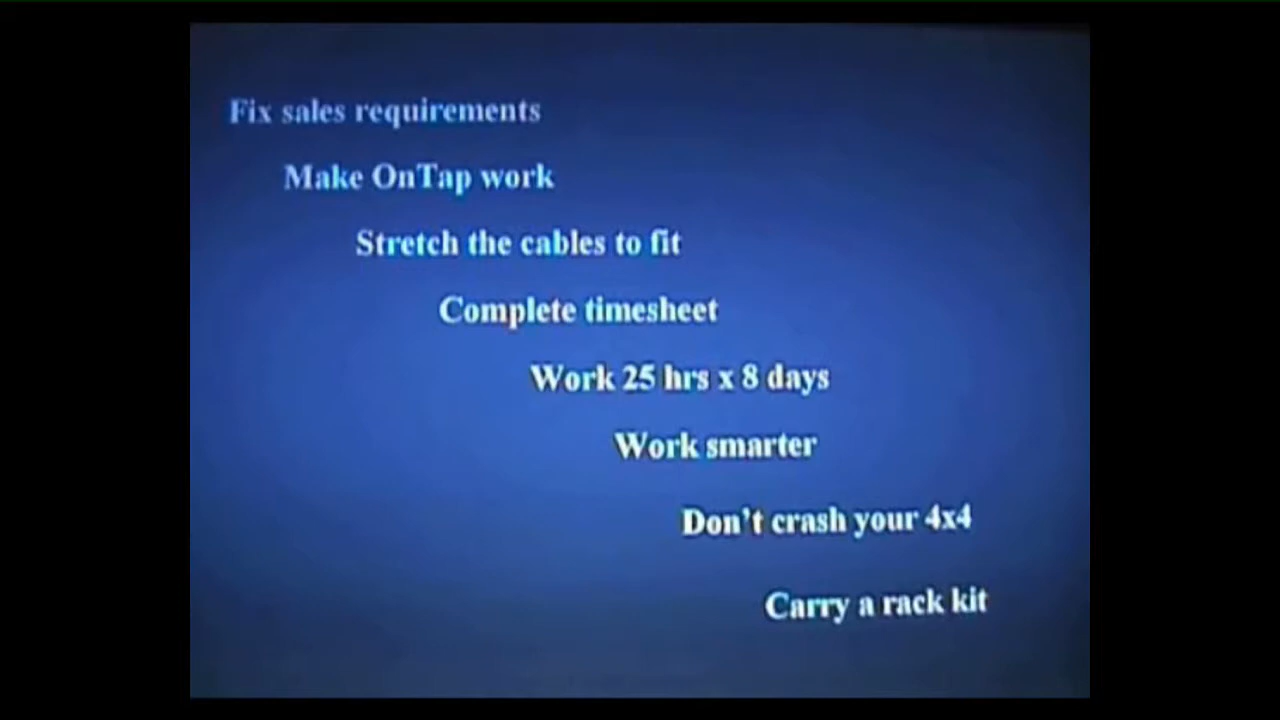 Fix sales requirements
Make OnTap work
Stretch the cables to fit
Complete timesheet
Work 25 hrs x 8 days
Work smarter
Don't crash your 4x4
Carry a rack kit